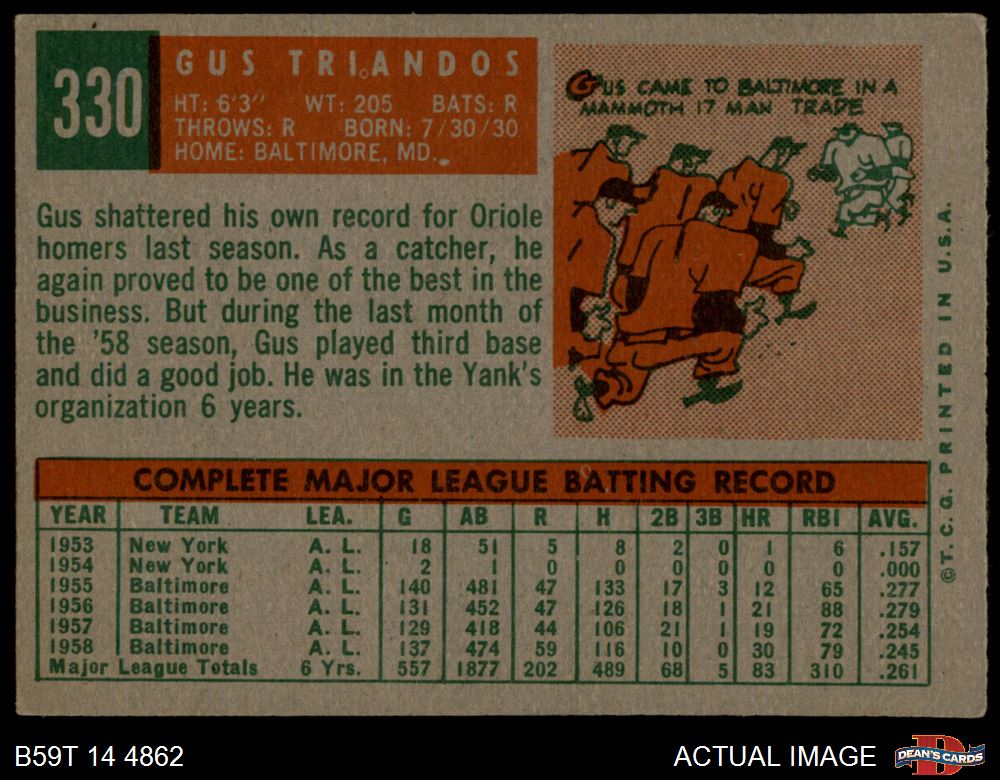 330
GUS TRIANDOS
HT: 6'3" WT: 205 BATS: R
THROWS: R BORN: 7/30/30
HOME: BALTIMORE, MD.
GUS CAME TO BALTIMORE IN A
MAMMOTH 17 MAN TRADE
Gus shattered his own record for Oriole
homers last season. As a catcher, he
again proved to be one of the best in the
business. But during the last month of
the '58 season, Gus played third base
and did a good job. He was in the Yank's
organization 6 years.
©T. C. G. PRINTED IN U.S.A.
COMPLETE MAJOR LEAGUE BATTING RECORD
YEAR TEAM LEA. G AB R H 2B 3B HR RBI AVG.
1953 New York A. L. 18 51 5 8 2 0 1 6 .157
1954 New York A. L. 2 1 0 0 0 0 0 0 .000
1955 Baltimore A. L. 140 481 47 133 17 3 12 65 .277
1956 Baltimore A. L. 131 452 47 126 18 1 21 88 .279
1957 Baltimore A. L. 129 418 44 106 21 1 19 72 .254
1958 Baltimore A. L. 137 474 59 116 10 0 30 79 .245
Major League Totals 6 Yrs. 557 1877 202 489 68 5 83 310 .261
B59T 14 4862
ACTUAL IMAGE
DEAN'S CARDS